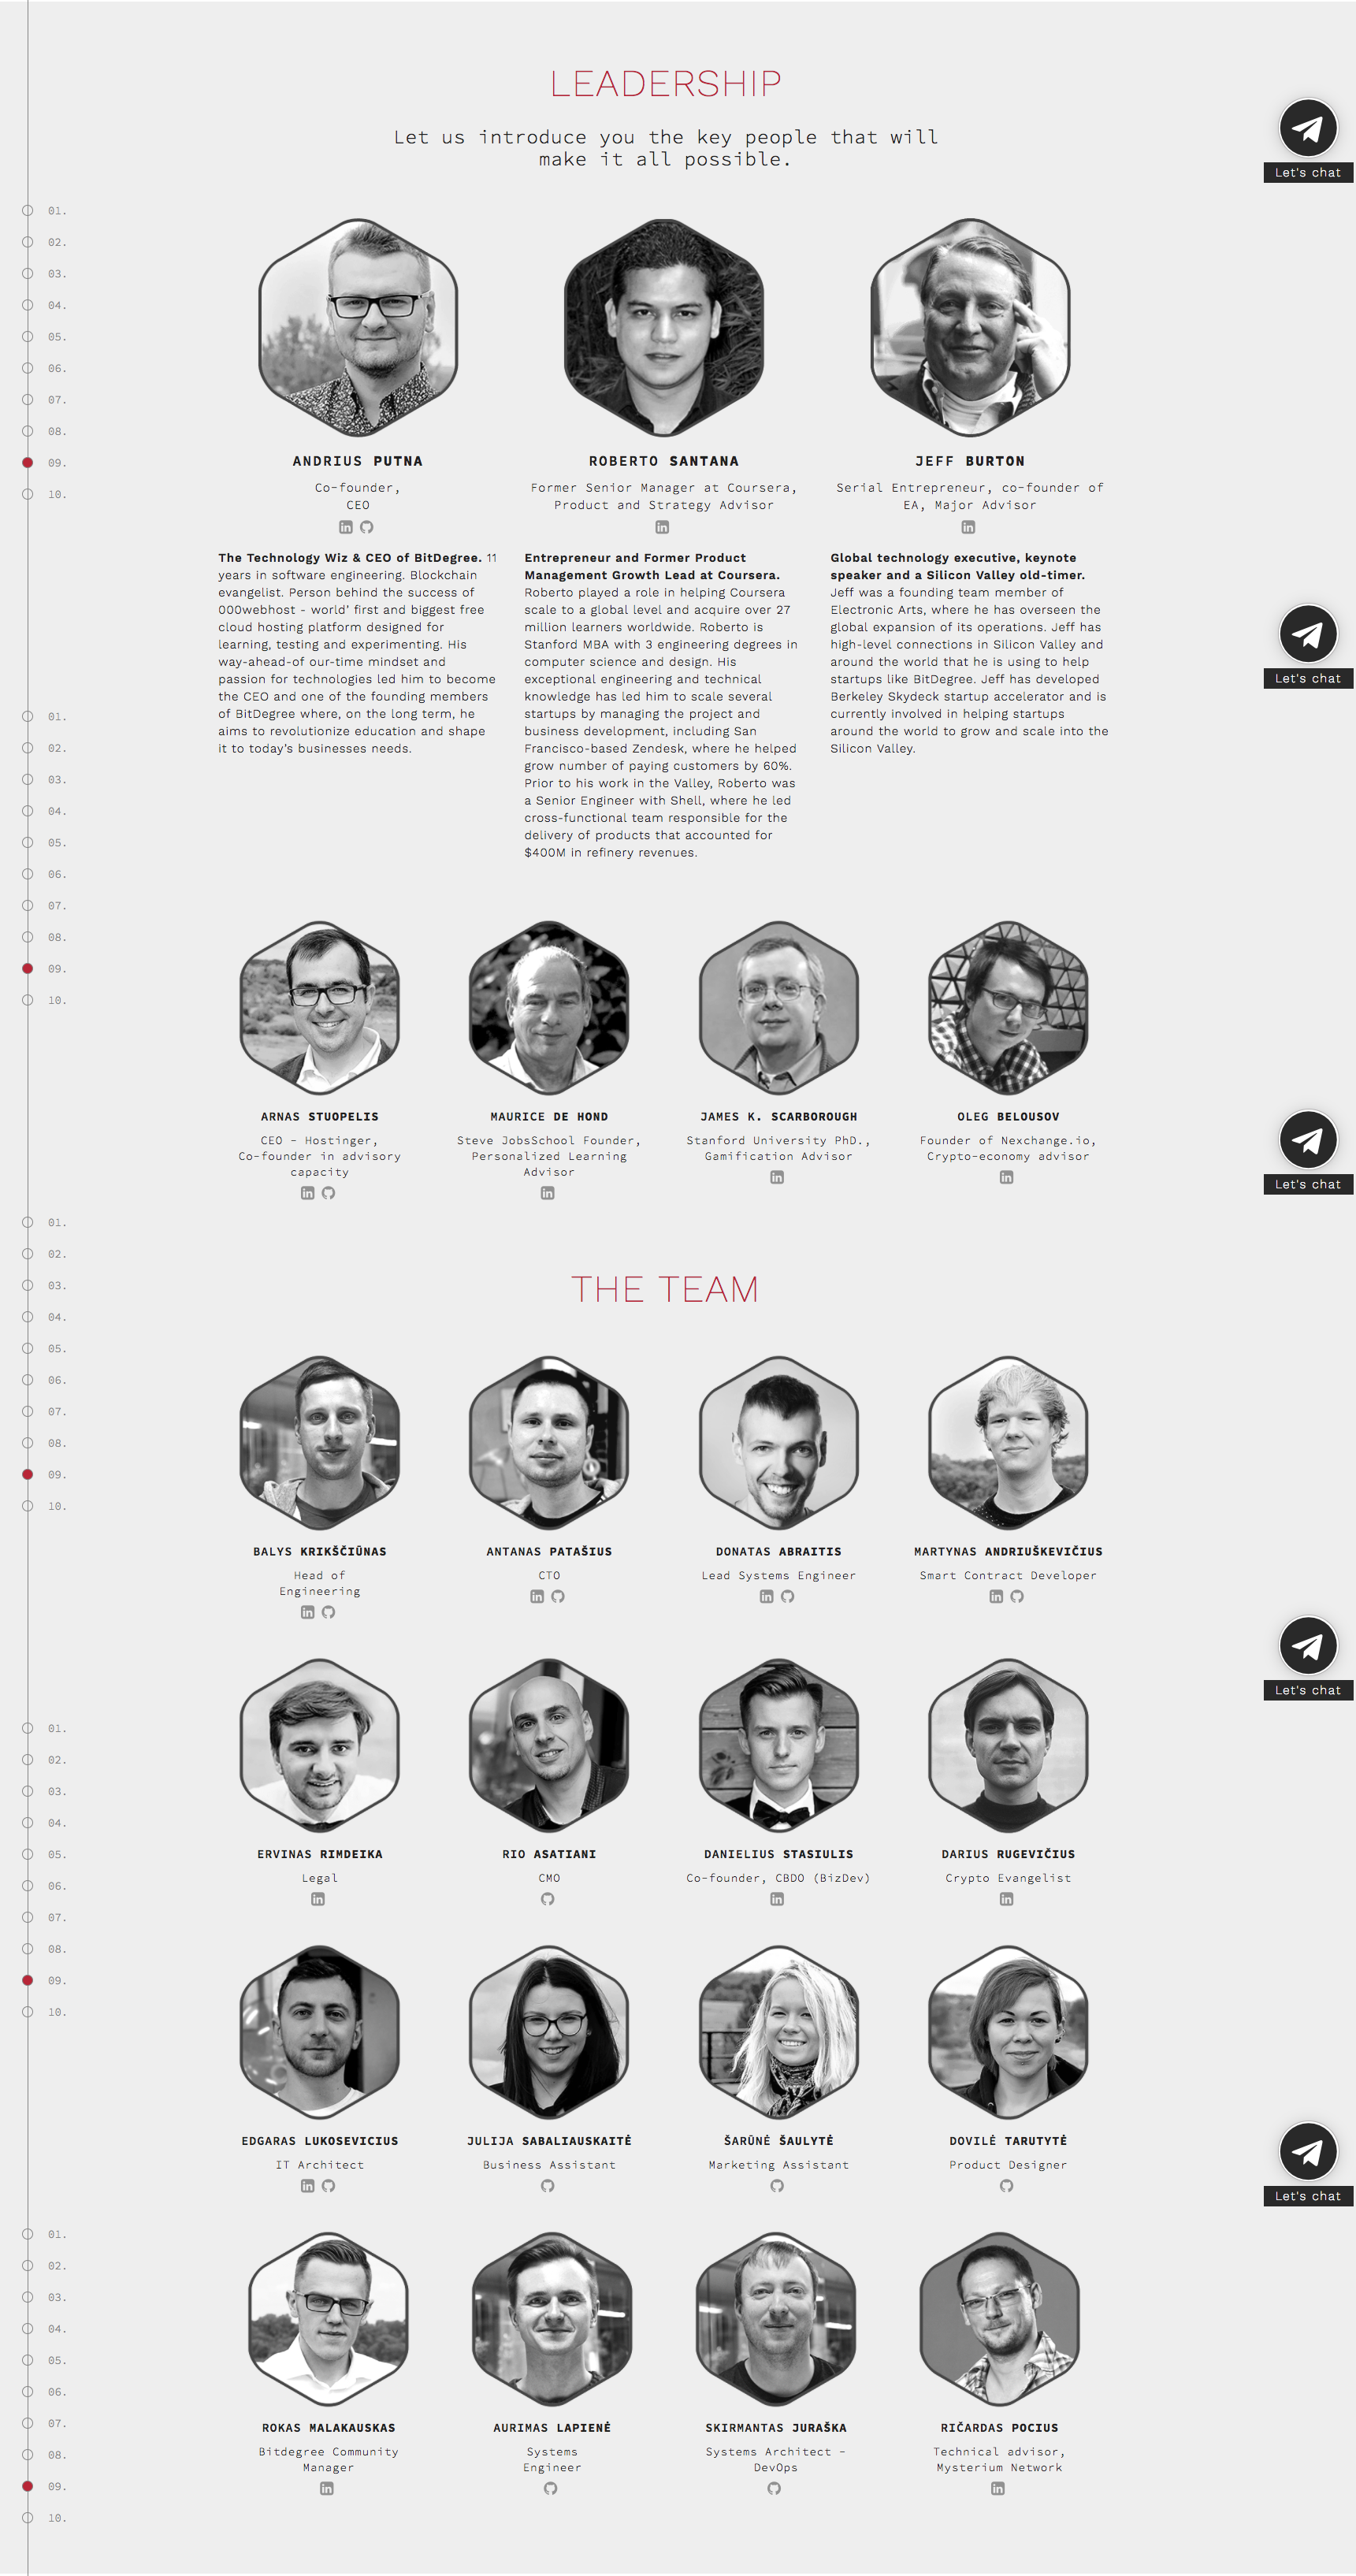 LEADERSHIP
Let us introduce you the key people that will
make it all possible.
Let's chat
01.
02.
03.
04.
05.
06.
07.
08.
09.
10.
ANDRIUS PUTNA
Co-founder,
CEO
The Technology Wiz & CEO of BitDegree. 11
years in software engineering. Blockchain
evangelist. Person behind the success of
000webhost - world' first and biggest free
cloud hosting platform designed for
learning, testing and experimenting. His
way-ahead-of our-time mindset and
passion for technologies led him to become
the CEO and one of the founding members
of BitDegree where, on the long term, he
aims to revolutionize education and shape
it to today's businesses needs.
ROBERTO SANTANA
Former Senior Manager at Coursera,
Product and Strategy Advisor
Entrepreneur and Former Product
Management Growth Lead at Coursera.
Roberto played a role in helping Coursera
scale to a global level and acquire over 27
million learners worldwide. Roberto is
Stanford MBA with 3 engineering degrees in
computer science and design. His
exceptional engineering and technical
knowledge has led him to scale several
startups by managing the project and
business development, including San
Francisco-based Zendesk, where he helped
grow number of paying customers by 60%.
Prior to his work in the Valley, Roberto was
a Senior Engineer with Shell, where he led
cross-functional team responsible for the
delivery of products that accounted for
$400M in refinery revenues.
JEFF BURTON
Serial Entrepreneur, co-founder of
EA, Major Advisor
Global technology executive, keynote
speaker and a Silicon Valley old-timer.
Jeff was a founding team member of
Electronic Arts, where he has overseen the
global expansion of its operations. Jeff has
high-level connections in Silicon Valley and
around the world that he is using to help
startups like BitDegree. Jeff has developed
Berkeley Skydeck startup accelerator and is
currently involved in helping startups
around the world to grow and scale into the
Silicon Valley.
Let's chat
01.
02.
03.
04.
05.
06.
07.
08.
09.
10.
ARNAS STUOPELIS
CEO - Hostinger,
Co-founder in advisory
capacity
MAURICE DE HOND
Steve JobsSchool Founder,
Personalized Learning
Advisor
JAMES K. SCARBOROUGH
Stanford University PhD.,
Gamification Advisor
OLEG BELOUSOV
Founder of Nexchange.io,
Crypto-economy advisor
Let's chat
01.
02.
03.
04.
05.
06.
07.
08.
09.
10.
THE TEAM
BALYS KRIKŠČIŪNAS
Head of
Engineering
ANTANAS PATAŠIUS
CTO
DONATAS ABRAITIS
Lead Systems Engineer
MARTYNAS ANDRIUŠKEVIČIUS
Smart Contract Developer
Let's chat
01.
02.
03.
04.
05.
06.
07.
08.
09.
10.
ERVINAS RIMDEIKA
Legal
RIO ASATIANI
CMO
DANIELIUS STASIULIS
Co-founder, CBDO (BizDev)
DARIUS RUGEVIČIUS
Crypto Evangelist
EDGARAS LUKOSEVICIUS
IT Architect
JULIJA SABALIAUSKAITĖ
Business Assistant
ŠARŪNĖ ŠAULYTĖ
Marketing Assistant
DOVILĖ TARUTYTĖ
Product Designer
Let's chat
01.
02.
03.
04.
05.
06.
07.
08.
09.
10.
ROKAS MALAKAUSKAS
Bitdegree Community
Manager
AURIMAS LAPIENĖ
Systems
Engineer
SKIRMANTAS JURAŠKA
Systems Architect -
DevOps
RIČARDAS POCIUS
Technical advisor,
Mysterium Network